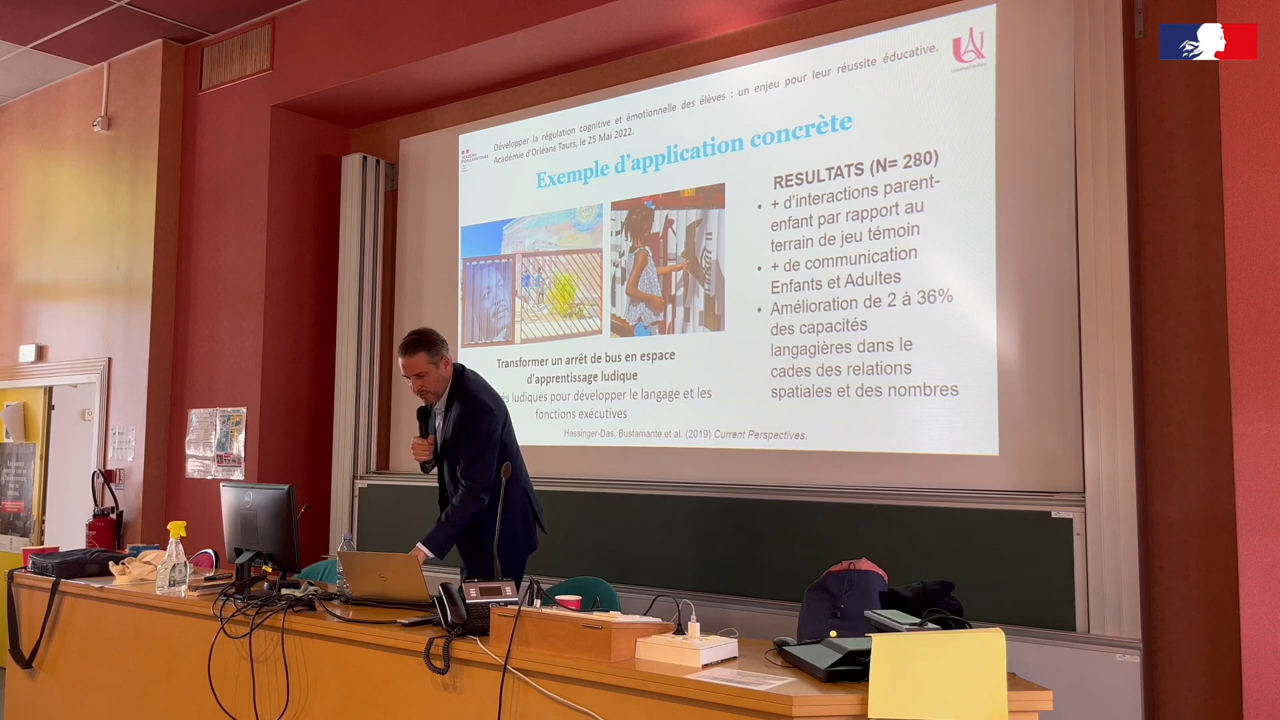 Développer la régulation cognitive et émotionnelle des élèves : un enjeu pour leur réussite éducative.
Académie d'Orléans Tours, le 25 Mai 2022.
Exemple d'application concrète
RESULTATS (N= 280)
• + d'interactions parent-
enfant par rapport au
terrain de jeu témoin
• + de communication
Enfants et Adultes
• Amélioration de 2 à 36%
des capacités
langagières dans le
cades des relations
spatiales et des nombres
Transformer un arrêt de bus en espace
d'apprentissage ludique
ludiques pour développer le langage et les
fonctions exécutives
Hassinger-Das, Bustamante et al. (2019) Current Perspectives.